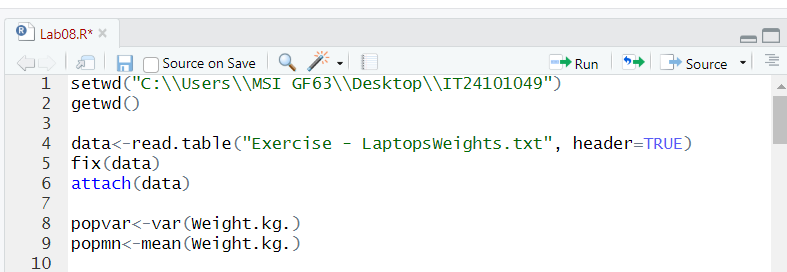 Lab08.R*
Source on Save
Run
Source
1 setwd("C:\\Users\\MSI GF63\\Desktop\\IT24101049")
2 getwd()
3
4 data<-read.table("Exercise - LaptopsWeights.txt", header=TRUE)
5 fix(data)
6 attach(data)
7
8 popvar<-var(Weight.kg.)
9 popmn<-mean(Weight.kg.)
10